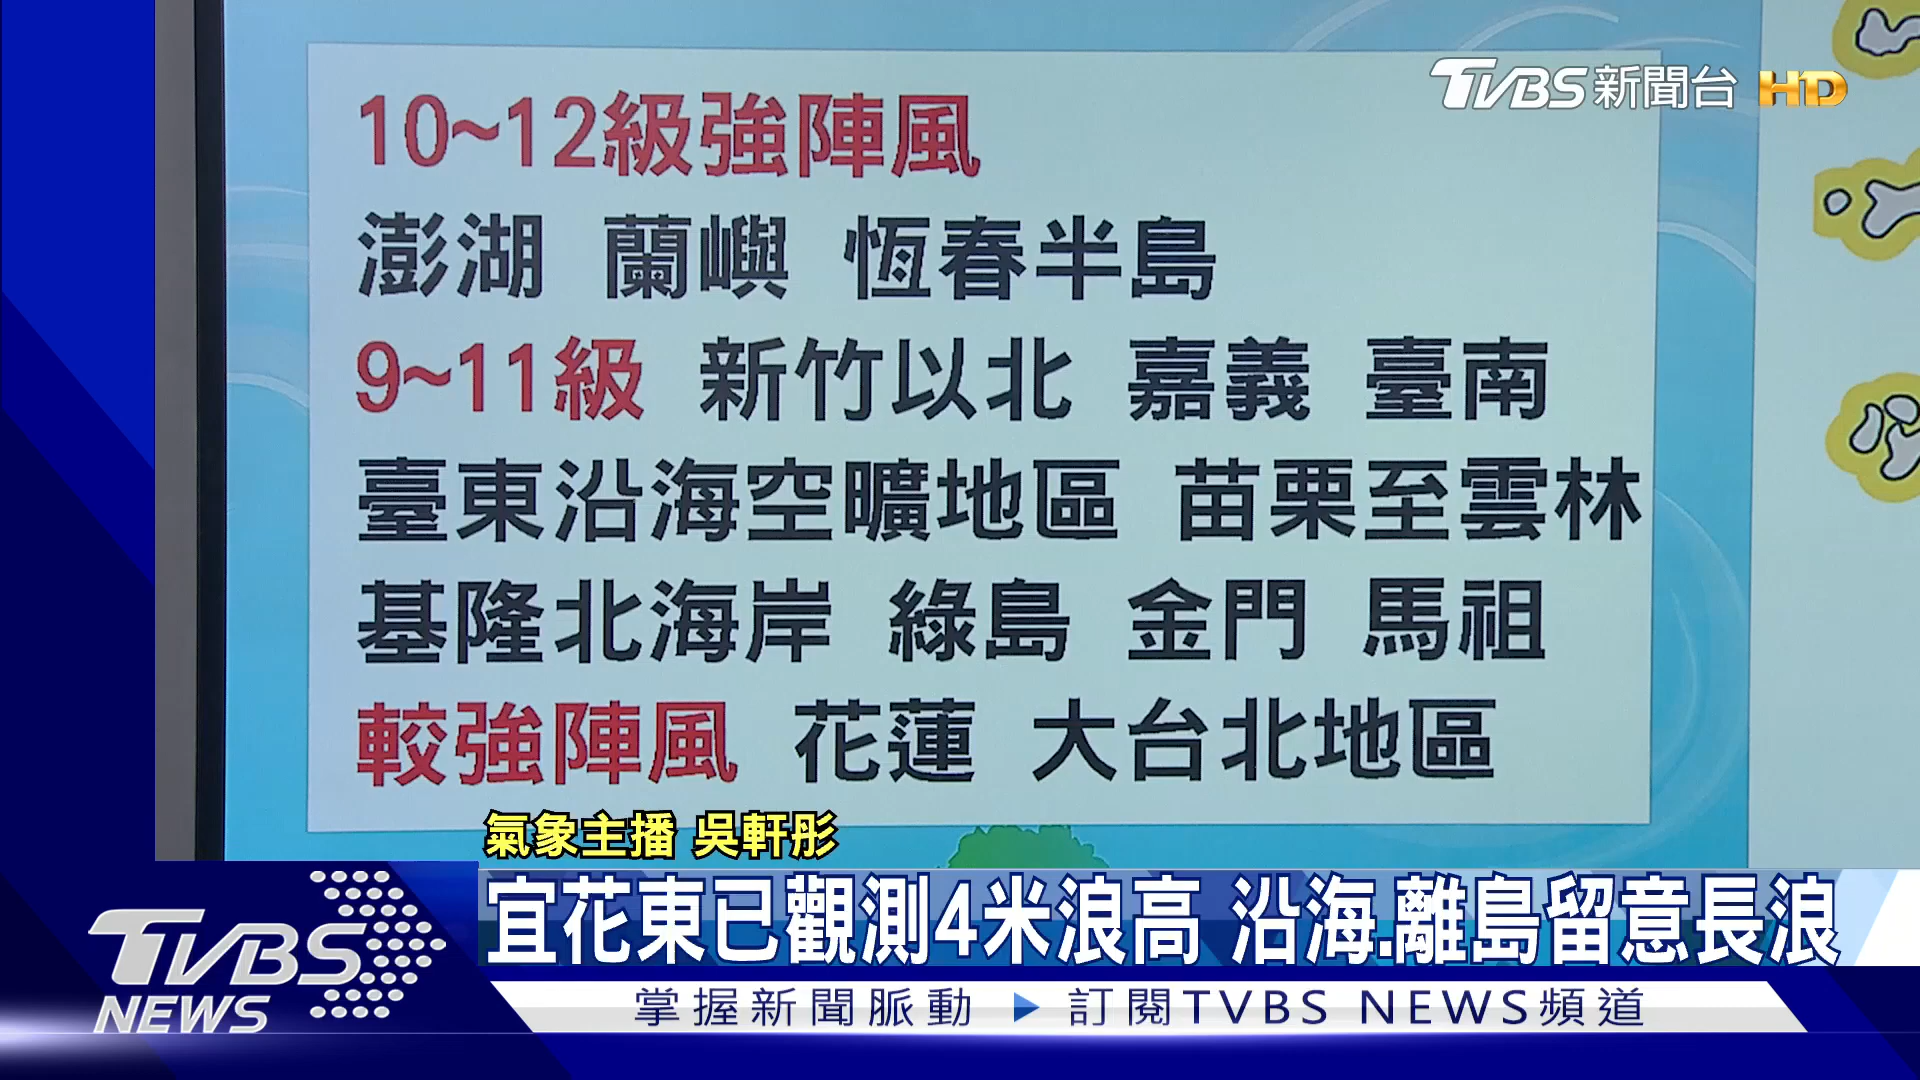 TVBS新聞台 HD
10~12級強陣風
澎湖 蘭嶼 恆春半島
9~11級 新竹以北 嘉義 臺南
臺東沿海空曠地區 苗栗至雲林
基隆北海岸 綠島 金門 馬祖
較強陣風 花蓮 大台北地區
氣象主播 吳軒彤
宜花東已觀測4米浪高 沿海.離島留意長浪
TVBS NEWS
掌握新聞脈動 ▶ 訂閱TVBS NEWS頻道